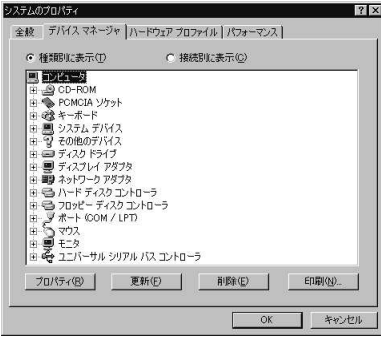 システムのプロパティ
全般 デバイス マネージャ ハードウェア プロファイル パフォーマンス
種類別に表示(T) 接続別に表示(C)
コンピュータ
CD-ROM
PCMCIA ソケット
キーボード
システム デバイス
その他のデバイス
ディスク ドライブ
ディスプレイ アダプタ
ネットワーク アダプタ
ハード ディスク コントローラ
フロッピー ディスク コントローラ
ポート (COM / LPT)
マウス
モニタ
ユニバーサル シリアル バス コントローラ
プロパティ(R) 更新(F) 削除(E) 印刷(N)...
OK キャンセル